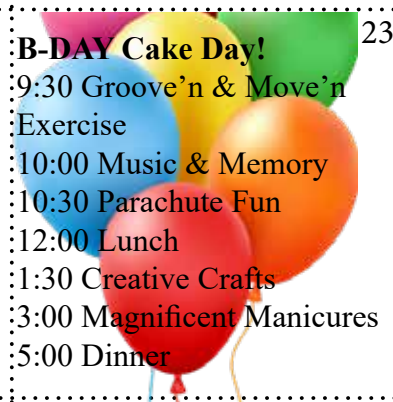 23
B-DAY Cake Day!
9:30 Groove’n & Move’n
Exercise
10:00 Music & Memory
10:30 Parachute Fun
12:00 Lunch
1:30 Creative Crafts
3:00 Magnificent Manicures
5:00 Dinner